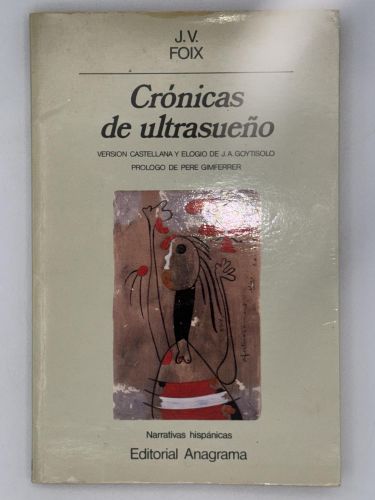 J.V.
FOIX
Crónicas
de ultrasueño
VERSION CASTELLANA Y ELOGIO DE J.A. GOYTISOLO
PROLOGO DE PERE GIMFERRER
Narrativas hispánicas
Editorial Anagrama